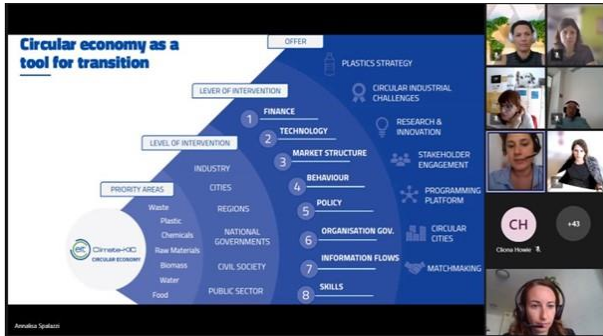 Circular economy as a
tool for transition
OFFER
PLASTICS STRATEGY
CIRCULAR INDUSTRIAL
CHALLENGES
RESEARCH &
INNOVATION
STAKEHOLDER
ENGAGEMENT
PROGRAMMING
PLATFORM
CIRCULAR
CITIES
MATCHMAKING
LEVER OF INTERVENTION
1 FINANCE
2 TECHNOLOGY
3 MARKET STRUCTURE
4 BEHAVIOUR
5 POLICY
6 ORGANISATION GOV.
7 INFORMATION FLOWS
8 SKILLS
LEVEL OF INTERVENTION
INDUSTRY
CITIES
REGIONS
NATIONAL
GOVERNMENTS
CIVIL SOCIETY
PUBLIC SECTOR
PRIORITY AREAS
Waste
Plastic
Chemicals
Raw Materials
Biomass
Water
Food
eit Climate-KIC
CIRCULAR ECONOMY
CH
+43
Cliona Howie
Annalisa Spalazzi